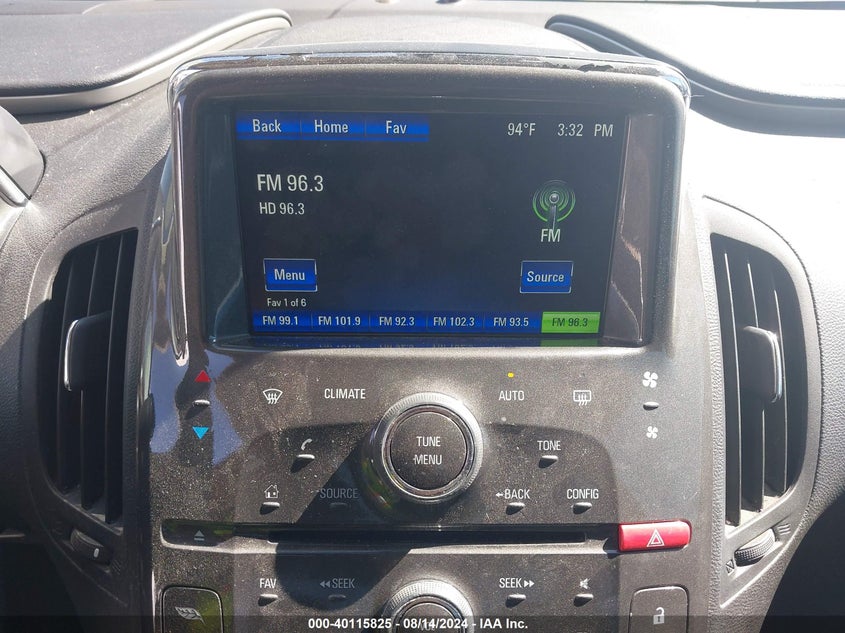 Back Home Fav 94°F 3:32 PM
FM 96.3
HD 96.3
FM
Menu Source
Fav 1 of 6
FM 99.1 FM 101.9 FM 92.3 FM 102.3 FM 93.5 FM 96.3
CLIMATE AUTO
TUNE
MENU
TONE
SOURCE BACK CONFIG
FAV SEEK SEEK
000-40115825 - 08/14/2024 - IAA Inc.